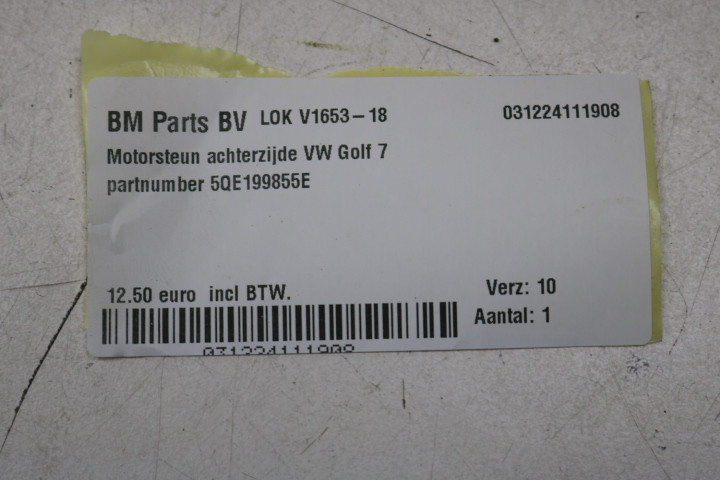 BM Parts BV LOK V1653-18 031224111908
Motorsteun achterzijde VW Golf 7
partnumber 5QE199855E
12.50 euro incl BTW. Verz: 10
Aantal: 1
031224111908